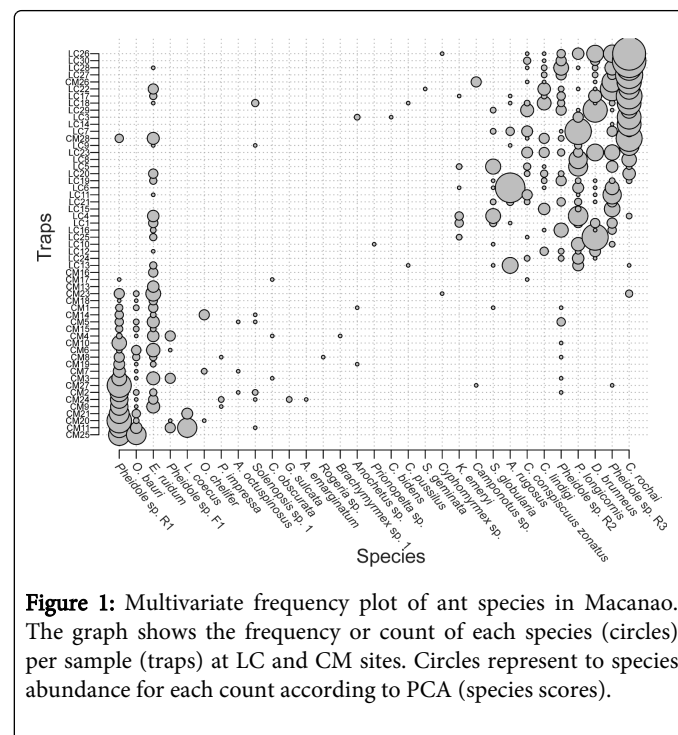 LC26
LC30
LC28
LC27
CM26
LC22
LC17
LC18
LC29
LC3
LC14
LC7
CM28
LC9
LC23
LC8
LC5
LC20
LC19
LC6
LC11
LC21
LC15
LC4
LC1
LC16
LC25
LC10
LC12
LC24
LC13
CM16
CM17
CM13
CM23
CM18
CM1
CM14
CM5
CM15
CM4
CM10
CM6
CM8
CM19
CM7
CM3
CM27
CM2
CM24
CM9
CM21
CM20
CM11
CM25
Traps
Pheidole sp. R1
O. bauri
E. ruidum
Pheidole sp. F1
L. coecus
O. chelifer
P. impressa
A. octuspinosus
Solenopsis sp. 1
C. obscurata
G. sulcata
A. emarginatum
Rogeria sp.
Brachymyrmex sp. 1
Anochetus sp.
Prionopelta sp.
C. bidens
C. pussilus
S. geminata
Cyphomyrmex sp.
K. emeryi
Camponotus sp.
S. globularia
A. rugosus
C. conspicuus zonatus
C. lindigi
Pheidole sp. R2
P. longicornis
D. brunneus
Pheidole sp. R3
C. rochai
Species
Figure 1: Multivariate frequency plot of ant species in Macanao.
The graph shows the frequency or count of each species (circles)
per sample (traps) at LC and CM sites. Circles represent to species
abundance for each count according to PCA (species scores).